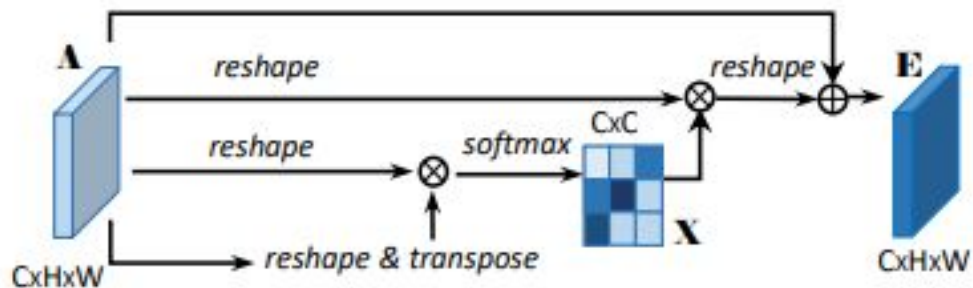 A
reshape
reshape
E
CxC
reshape
softmax
X
reshape & transpose
CxHxW
CxHxW